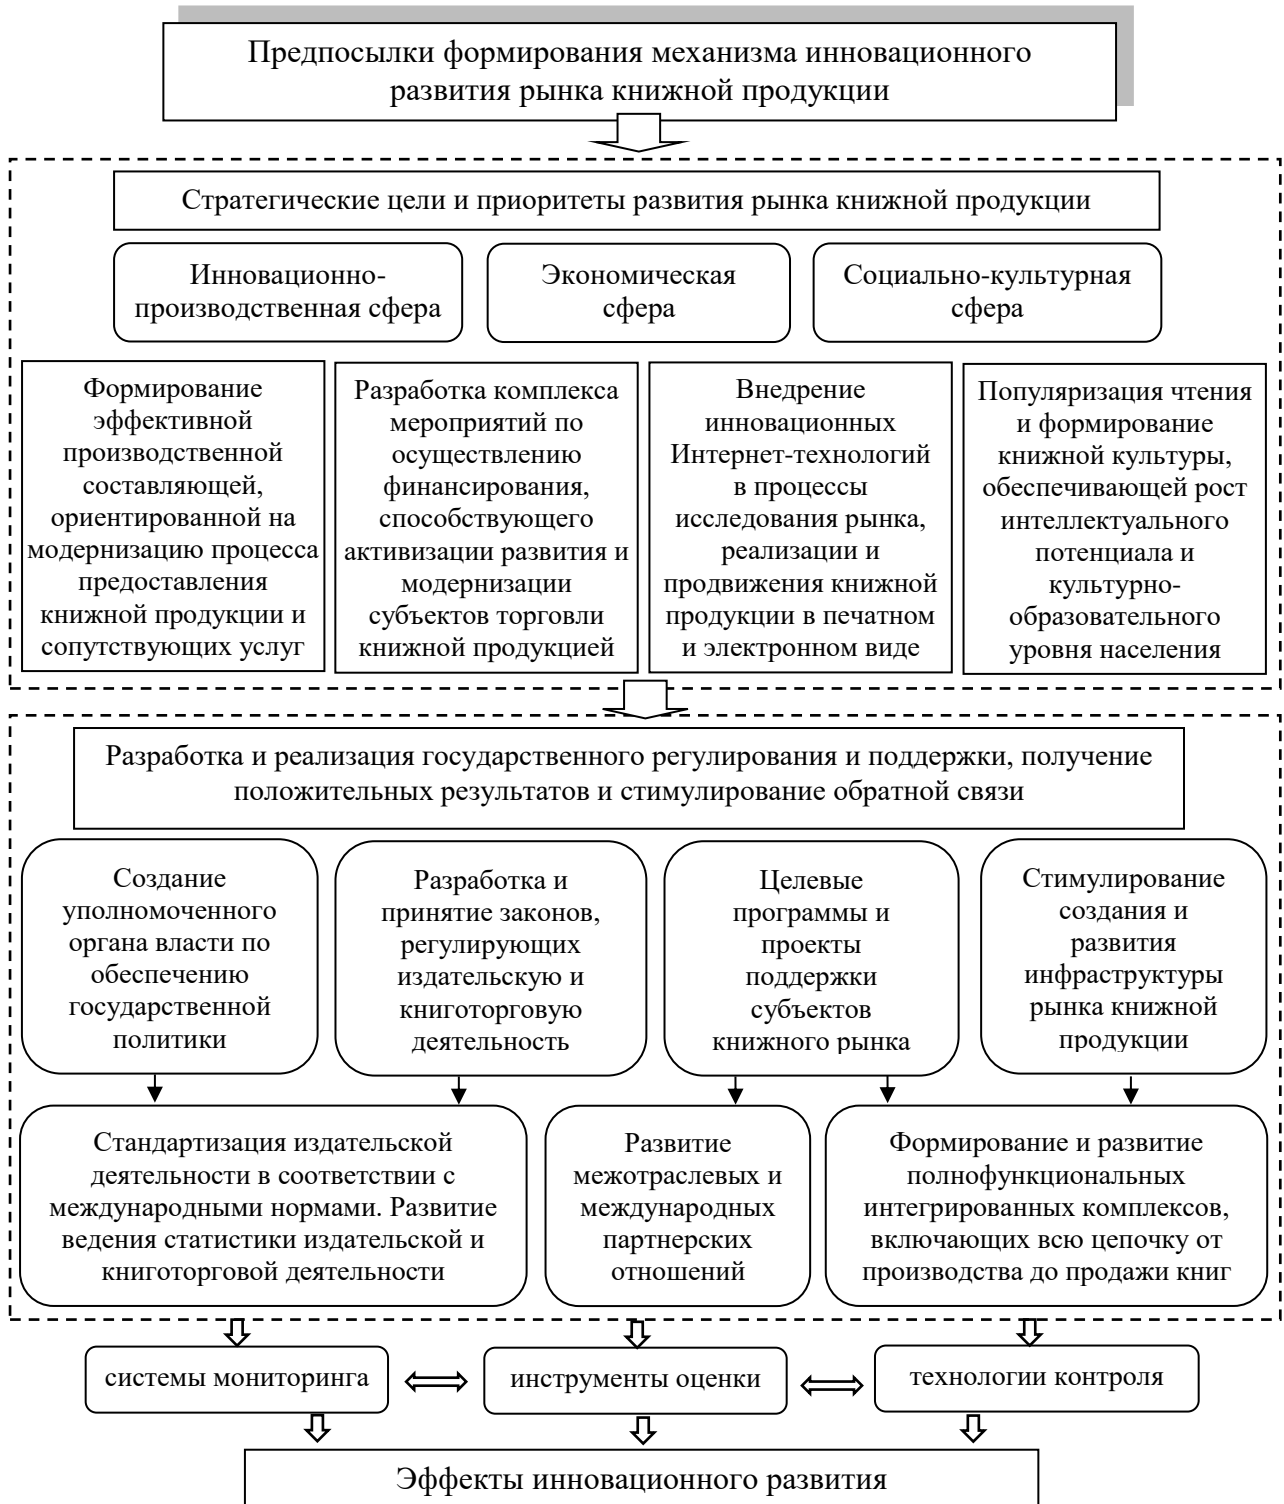 Предпосылки формирования механизма инновационного
развития рынка книжной продукции
Стратегические цели и приоритеты развития рынка книжной продукции
Инновационно-
производственная сфера
Экономическая
сфера
Социально-культурная
сфера
Формирование
эффективной
производственной
составляющей,
ориентированной на
модернизацию процесса
предоставления
книжной продукции и
сопутствующих услуг
Разработка комплекса
мероприятий по
осуществлению
финансирования,
способствующего
активизации развития и
модернизации
субъектов торговли
книжной продукцией
Внедрение
инновационных
Интернет-технологий
в процессы
исследования рынка,
реализации и
продвижения книжной
продукции в печатном
и электронном виде
Популяризация чтения
и формирование
книжной культуры,
обеспечивающей рост
интеллектуального
потенциала и
культурно-
образовательного
уровня населения
Разработка и реализация государственного регулирования и поддержки, получение
положительных результатов и стимулирование обратной связи
Создание
уполномоченного
органа власти по
обеспечению
государственной
политики
Разработка и
принятие законов,
регулирующих
издательскую и
книготорговую
деятельность
Целевые
программы и
проекты
поддержки
субъектов
книжного рынка
Стимулирование
создания и
развития
инфраструктуры
рынка книжной
продукции
Стандартизация издательской
деятельности в соответствии с
международными нормами. Развитие
ведения статистики издательской и
книготорговой деятельности
Развитие
межотраслевых и
международных
партнерских
отношений
Формирование и развитие
полнофункциональных
интегрированных комплексов,
включающих всю цепочку от
производства до продажи книг
системы мониторинга
инструменты оценки
технологии контроля
Эффекты инновационного развития